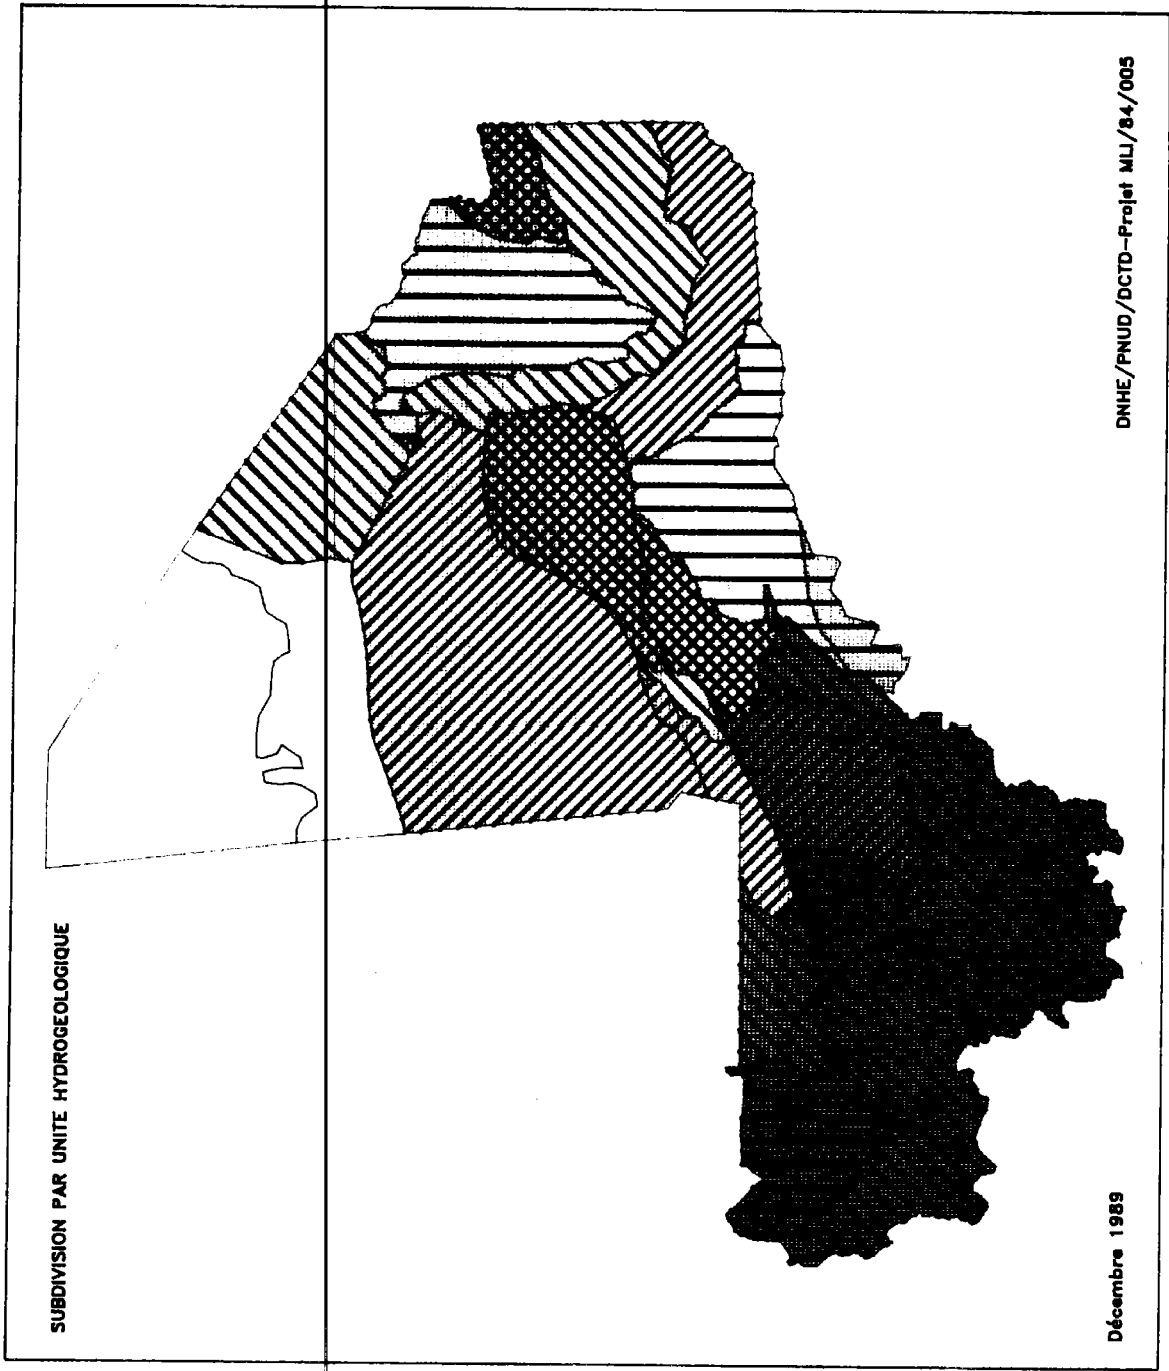 SUBDIVISION PAR UNITE HYDROGEOLOGIQUE
Décembre 1989
DNHE/PNUD/DCTD-Projet MLI/84/005